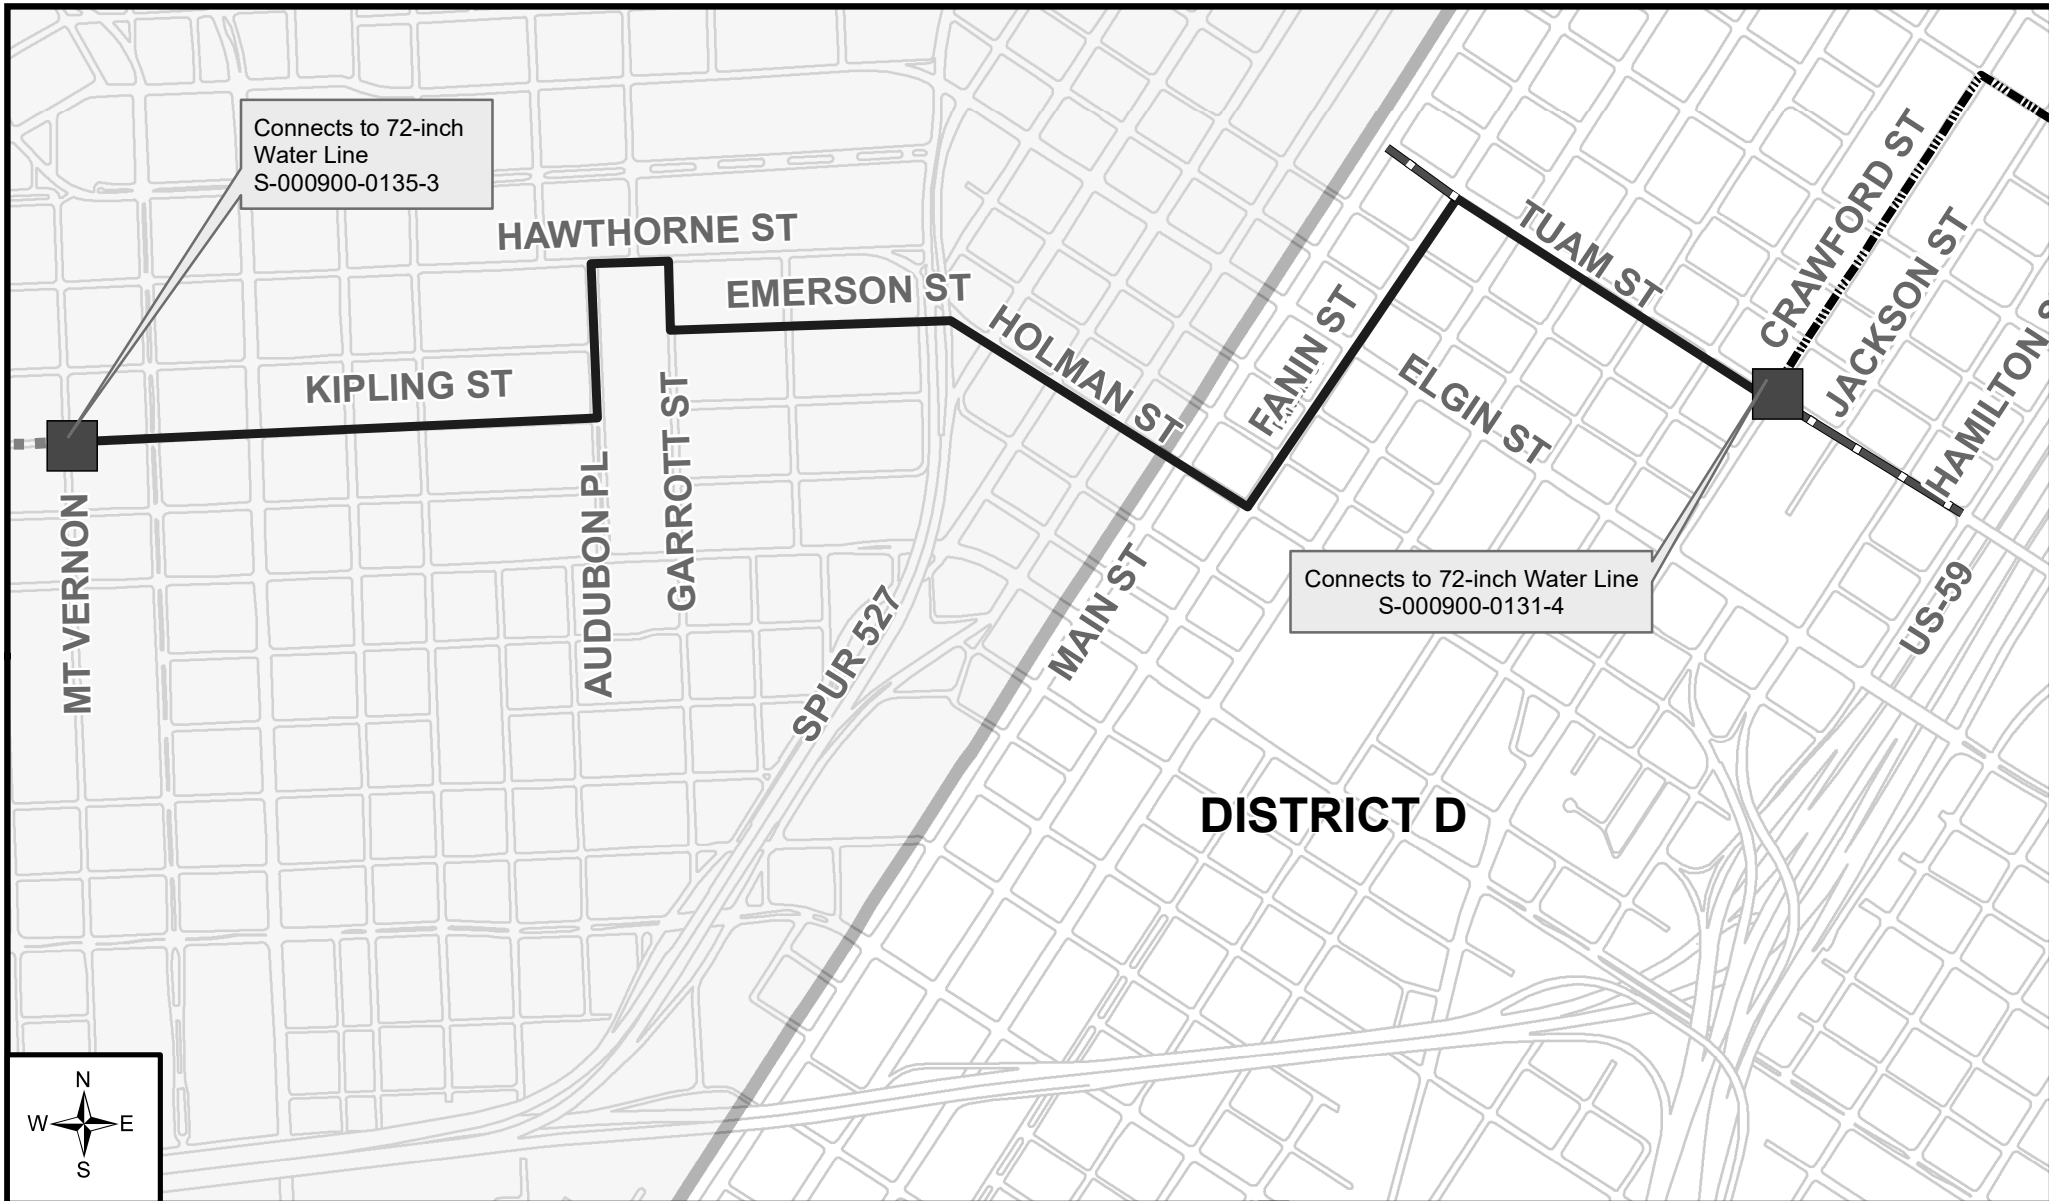 Connects to 72-inch
Water Line
S-000900-0135-3
HAWTHORNE ST
EMERSON ST
KIPLING ST
HOLMAN ST
FANIN ST
TUAM ST
ELGIN ST
CRAWFORD ST
JACKSON ST
HAMILTON S
MT VERNON
AUDUBON PL
GARROTT ST
SPUR 527
MAIN ST
Connects to 72-inch Water Line
S-000900-0131-4
US-59
DISTRICT D
N
W E
S